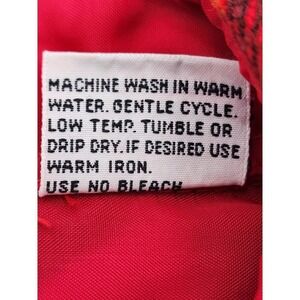 MACHINE WASH IN WARM
WATER. GENTLE CYCLE.
LOW TEMP. TUMBLE OR
DRIP DRY. IF DESIRED USE
WARM IRON.
USE NO BLEACH